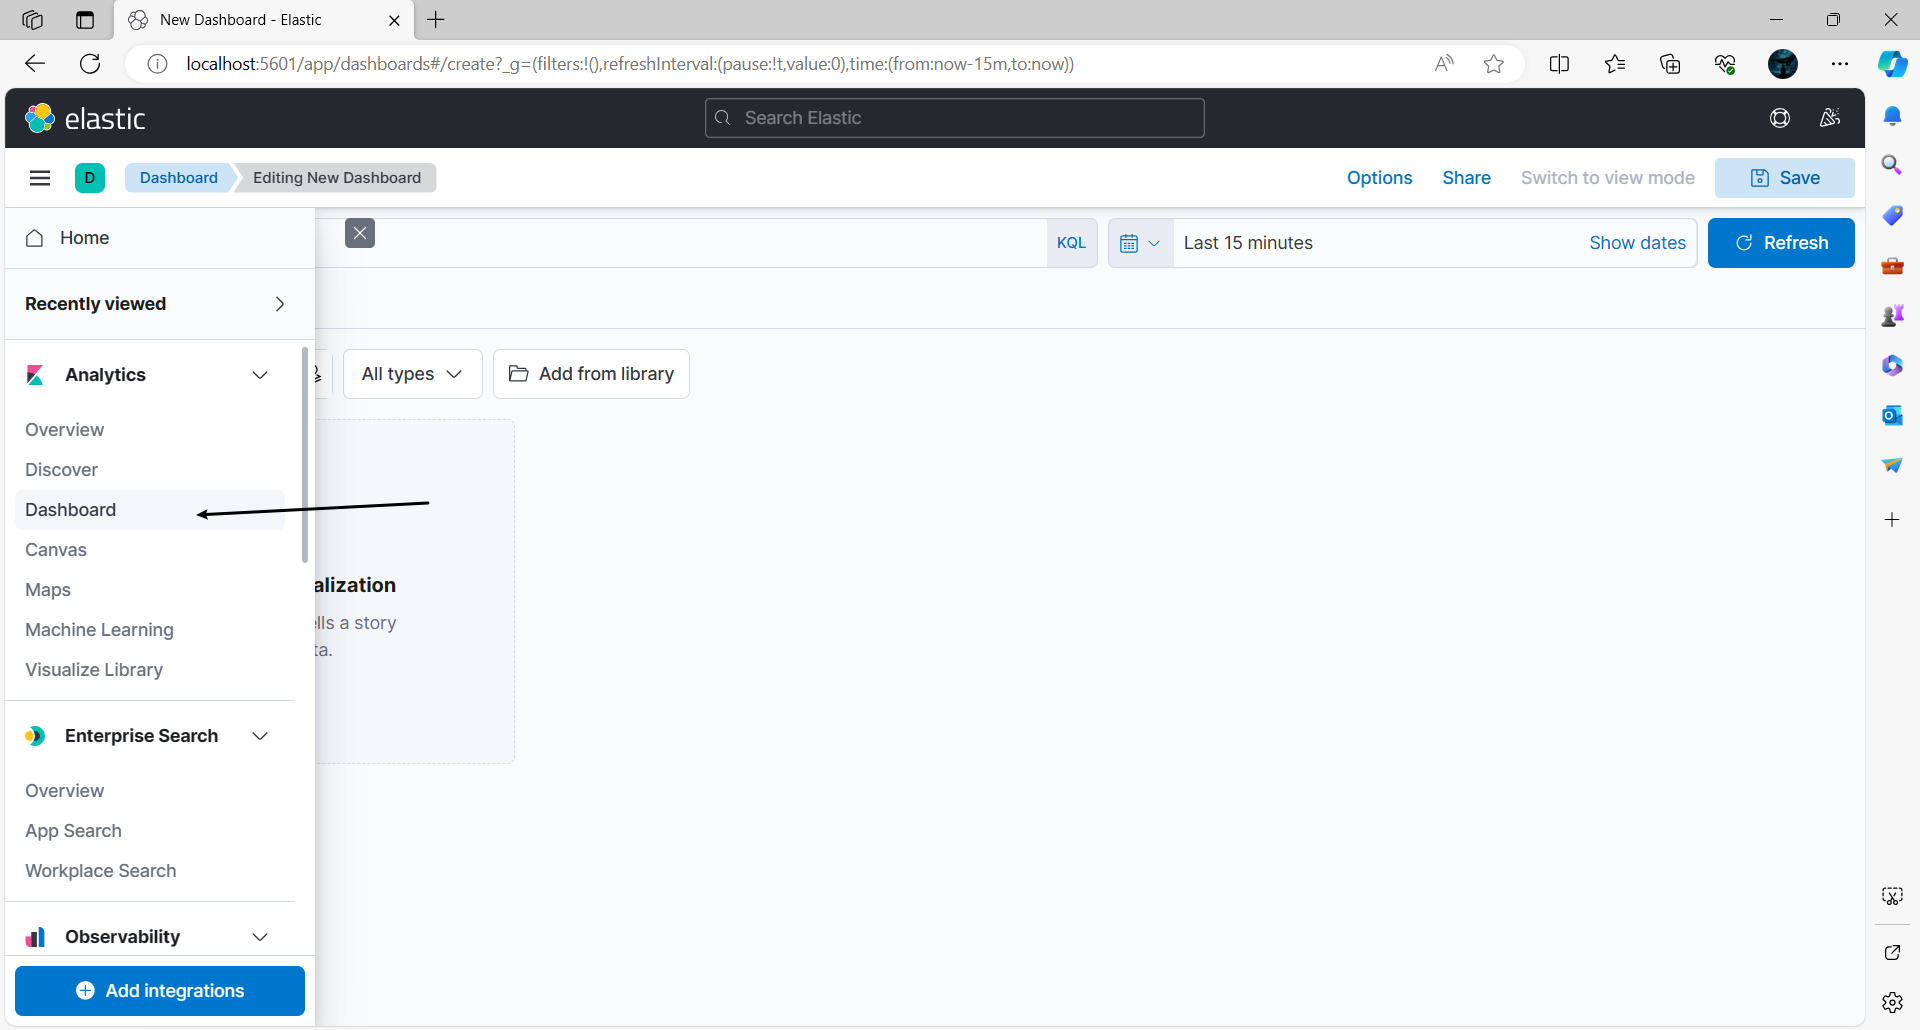 New Dashboard - Elastic
localhost:5601/app/dashboards#/create?_g=(filters:!(),refreshInterval:(pause:!t,value:0),time:(from:now-15m,to:now))
elastic
Search Elastic
D
Dashboard
Editing New Dashboard
Options
Share
Switch to view mode
Save
Home
KQL
Last 15 minutes
Show dates
Refresh
Recently viewed
Analytics
All types
Add from library
Overview
Discover
Dashboard
Canvas
Maps
Machine Learning
Visualize Library
alization
lls a story
ta.
Enterprise Search
Overview
App Search
Workplace Search
Observability
Add integrations